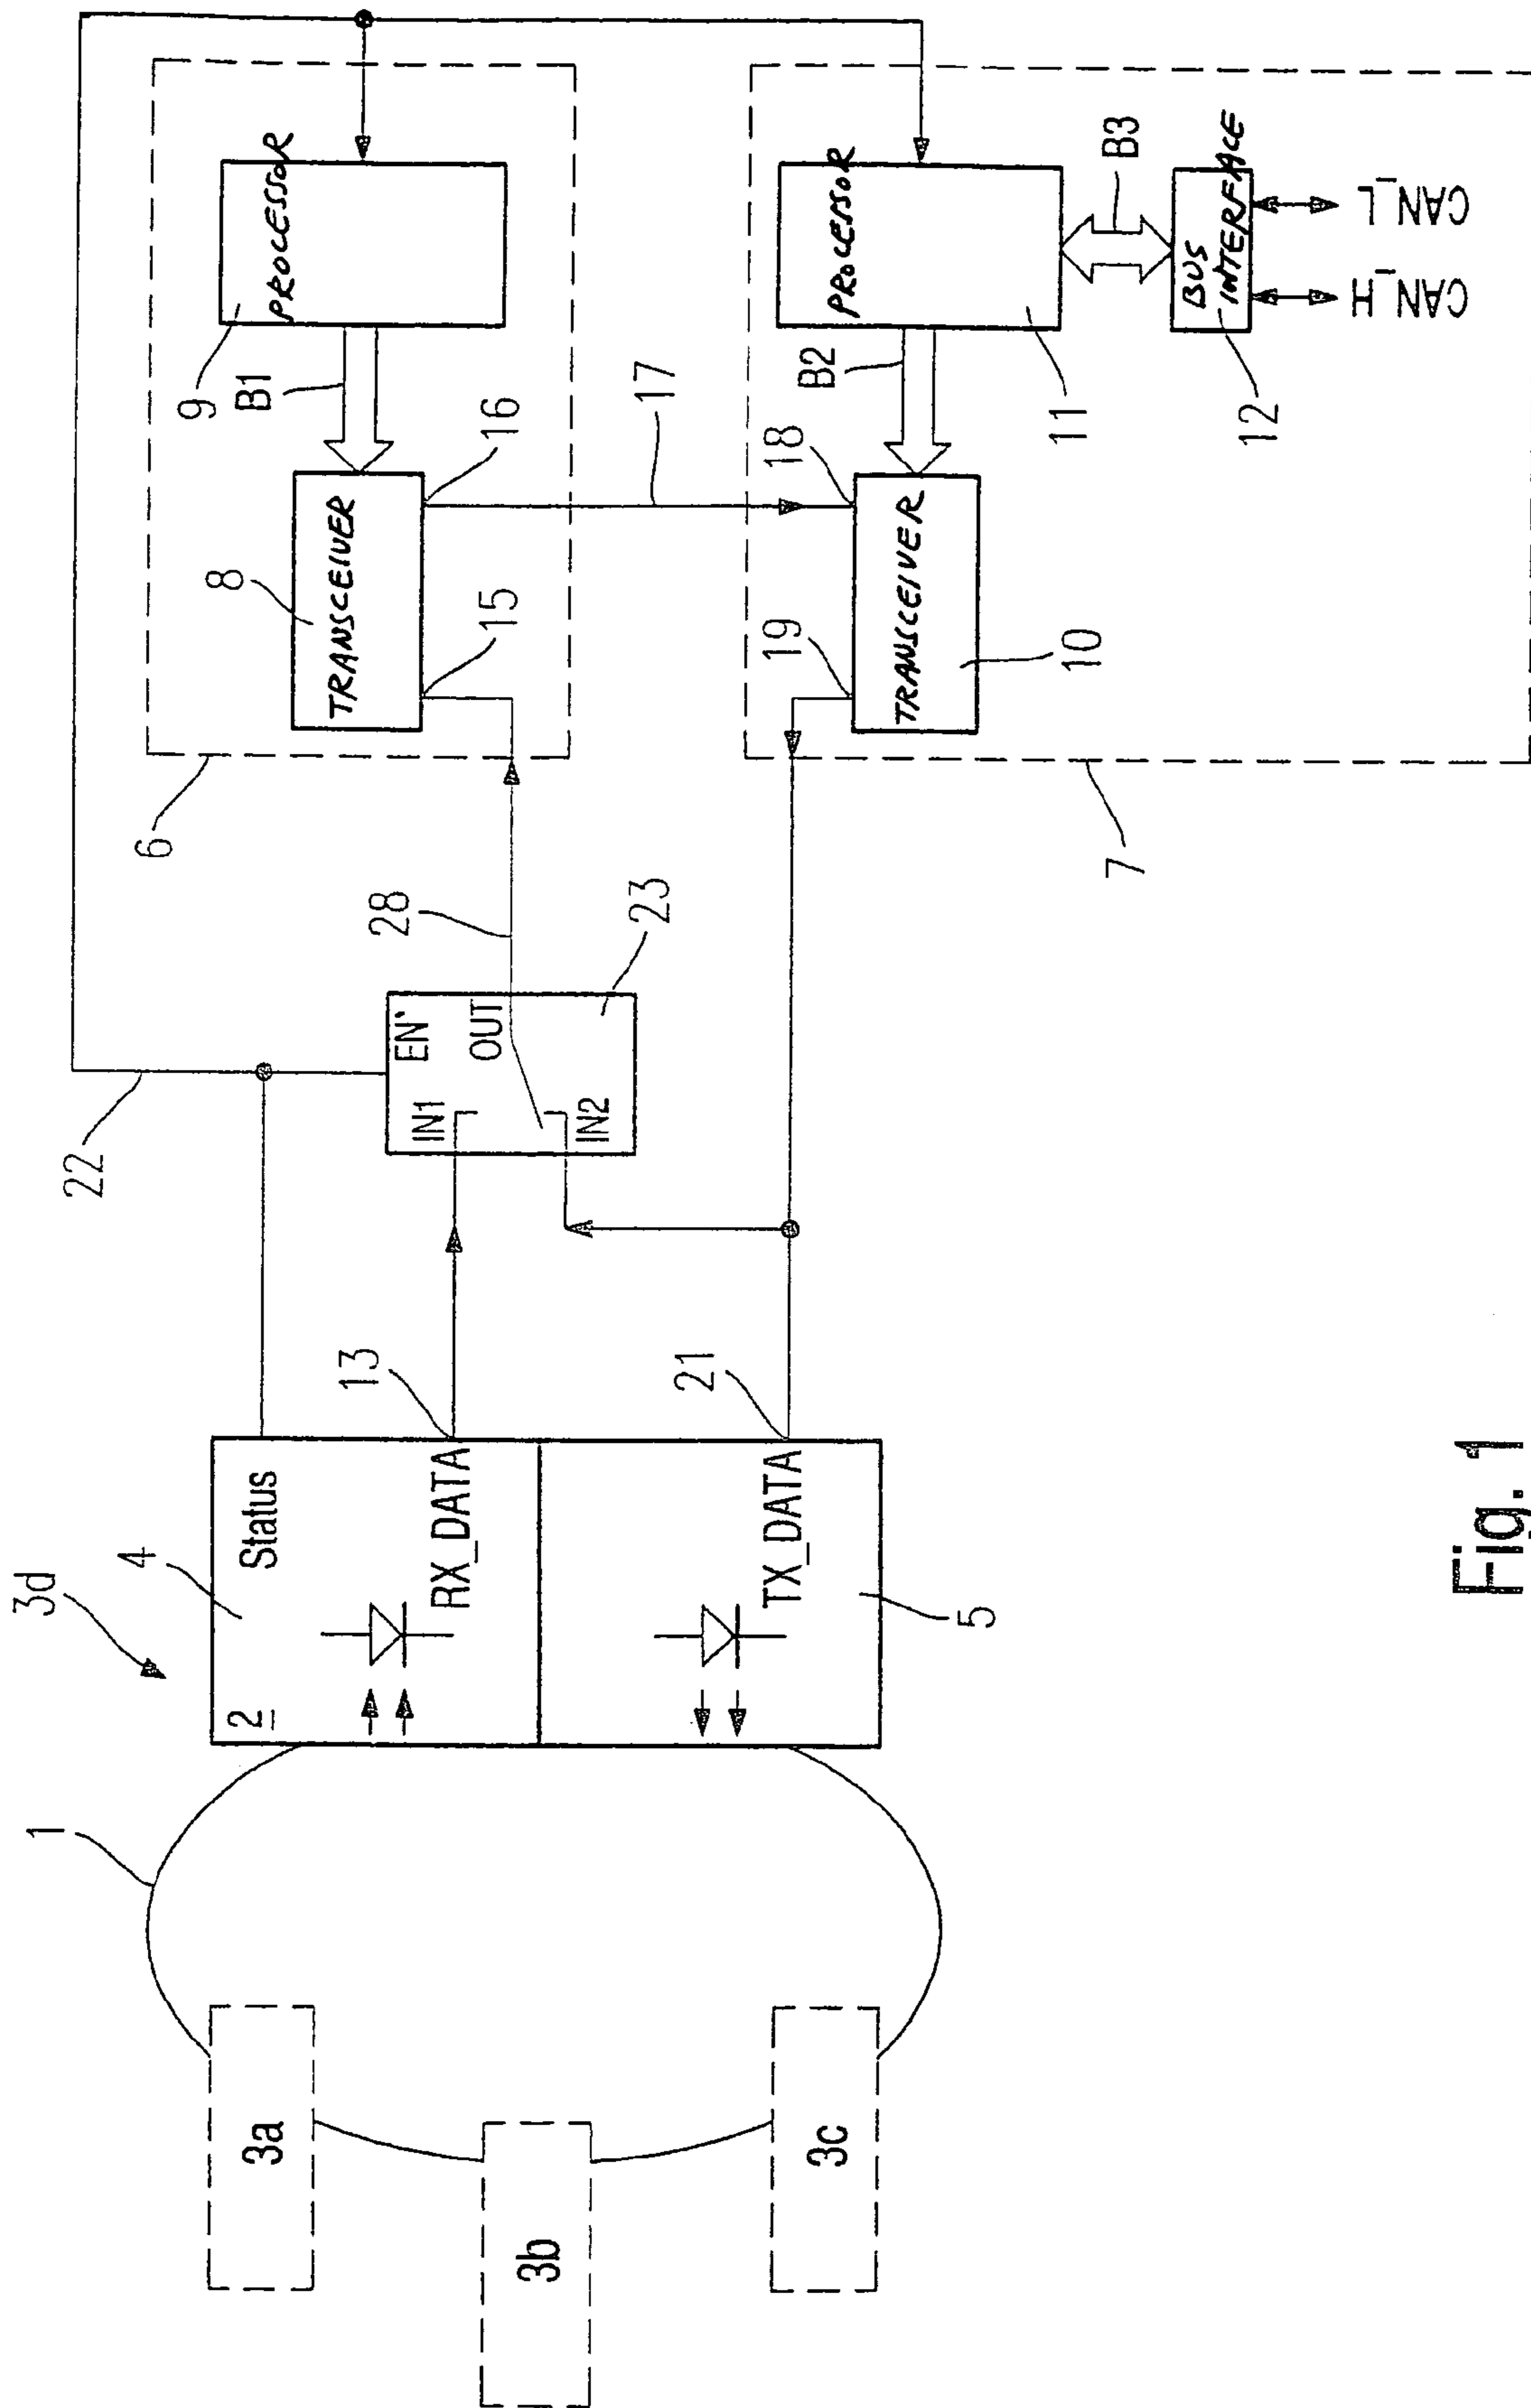 3a
3b
3c
1
3d
2
4
Status
RX_DATA
13
TX_DATA
21
5
22
EN'
IN1
OUT
IN2
23
28
6
8
TRANSCEIVER
15
16
B1
9
PROCESSOR
17
7
19
18
TRANSCEIVER
10
B2
PROCESSOR
11
B3
12
BUS
INTERFACE
CAN_H
CAN_L
Fig. 1